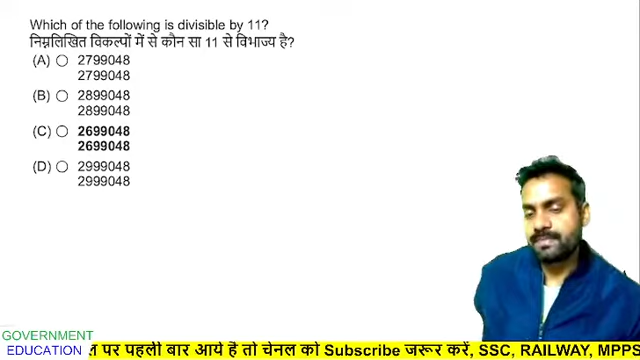 Which of the following is divisible by 11?
निम्नलिखित विकल्पों में से कौन सा 11 से विभाज्य है?
(A) 2799048
2799048
(B) 2899048
2899048
(C) 2699048
2699048
(D) 2999048
2999048
GOVERNMENT
EDUCATION
पर पहली बार आये है तो चेनल को Subscribe जरूर करें, SSC, RAILWAY, MPPS